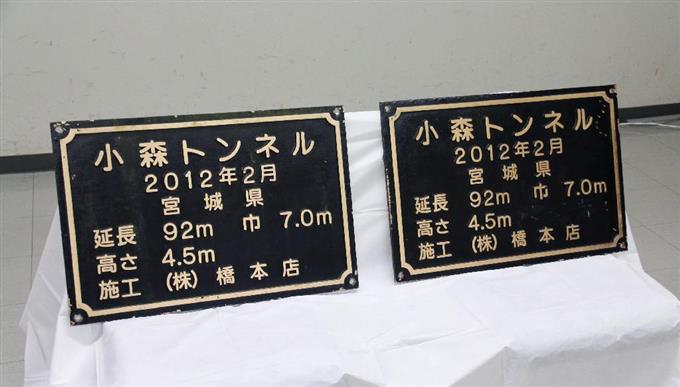 小森トンネル
2012年2月
宮城県
延長 92m 巾 7.0m
高さ 4.5m
施工 (株)橋本店
小森トンネル
2012年2月
宮城県
延長 92m 巾 7.0m
高さ 4.5m
施工 (株)橋本店